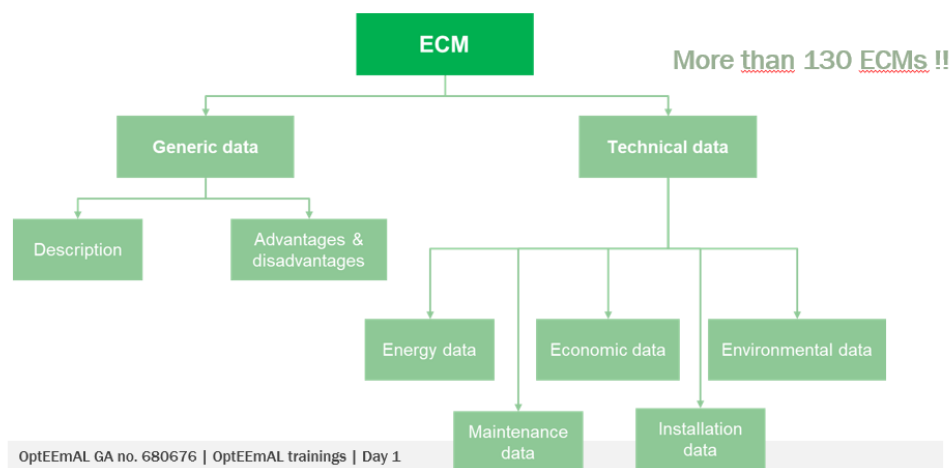 ECM
More than 130 ECMs !!
Generic data
Technical data
Description
Advantages &
disadvantages
Energy data
Economic data
Environmental data
Maintenance
data
Installation
data
OptEEmAL GA no. 680676 | OptEEmAL trainings | Day 1